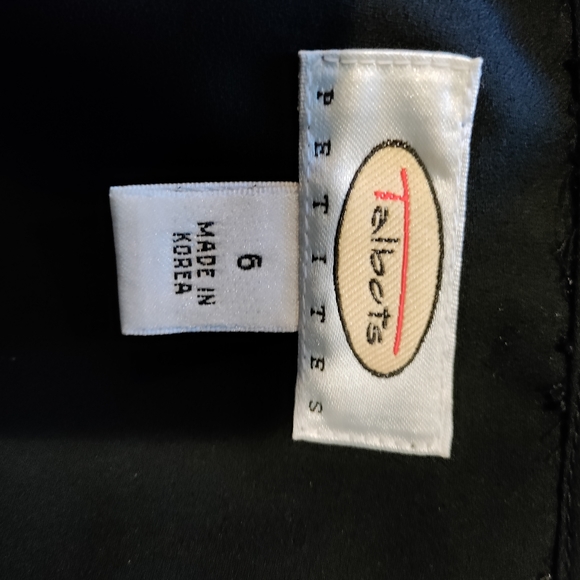 Talbots
PETITES
6
MADE IN
KOREA